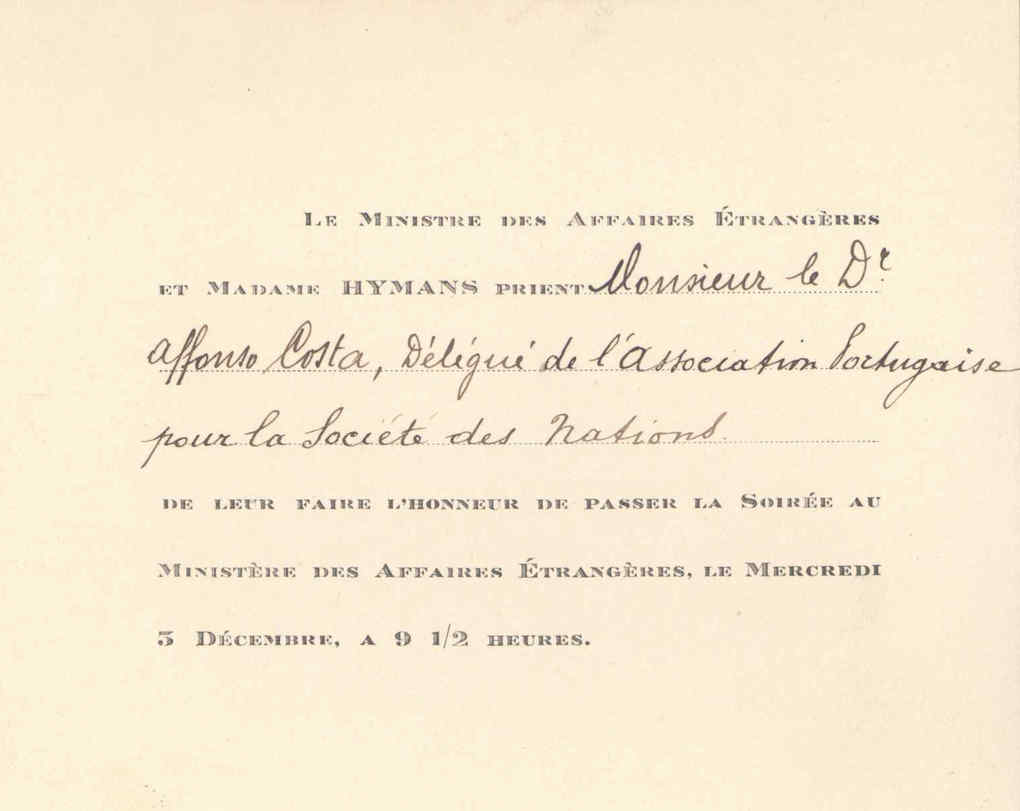 Le Ministre des Affaires Étrangères
et Madame HYMANS prient Monsieur le Dr.
Affonso Costa, Délégué de l'Association Portugaise
pour la Société des Nations.
de leur faire l'honneur de passer la Soirée au
Ministère des Affaires Étrangères, le Mercredi
3 Décembre, a 9 1/2 heures.